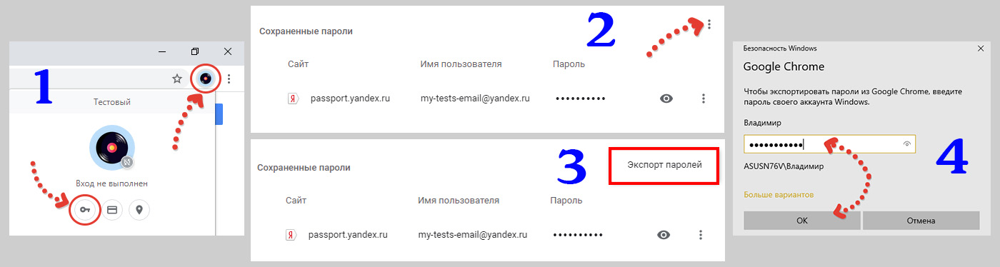 1
Тестовый
Вход не выполнен
2
Сохраненные пароли
Сайт Имя пользователя Пароль
Я passport.yandex.ru my-tests-email@yandex.ru ••••••••••
3
Экспорт паролей
Сохраненные пароли
Сайт Имя пользователя Пароль
Я passport.yandex.ru my-tests-email@yandex.ru ••••••••••
4
Безопасность Windows
Google Chrome
Чтобы экспортировать пароли из Google Chrome, введите
пароль своего аккаунта Windows.
Владимир
•••••••••••
ASUSN76V\Владимир
Больше вариантов
ОК Отмена